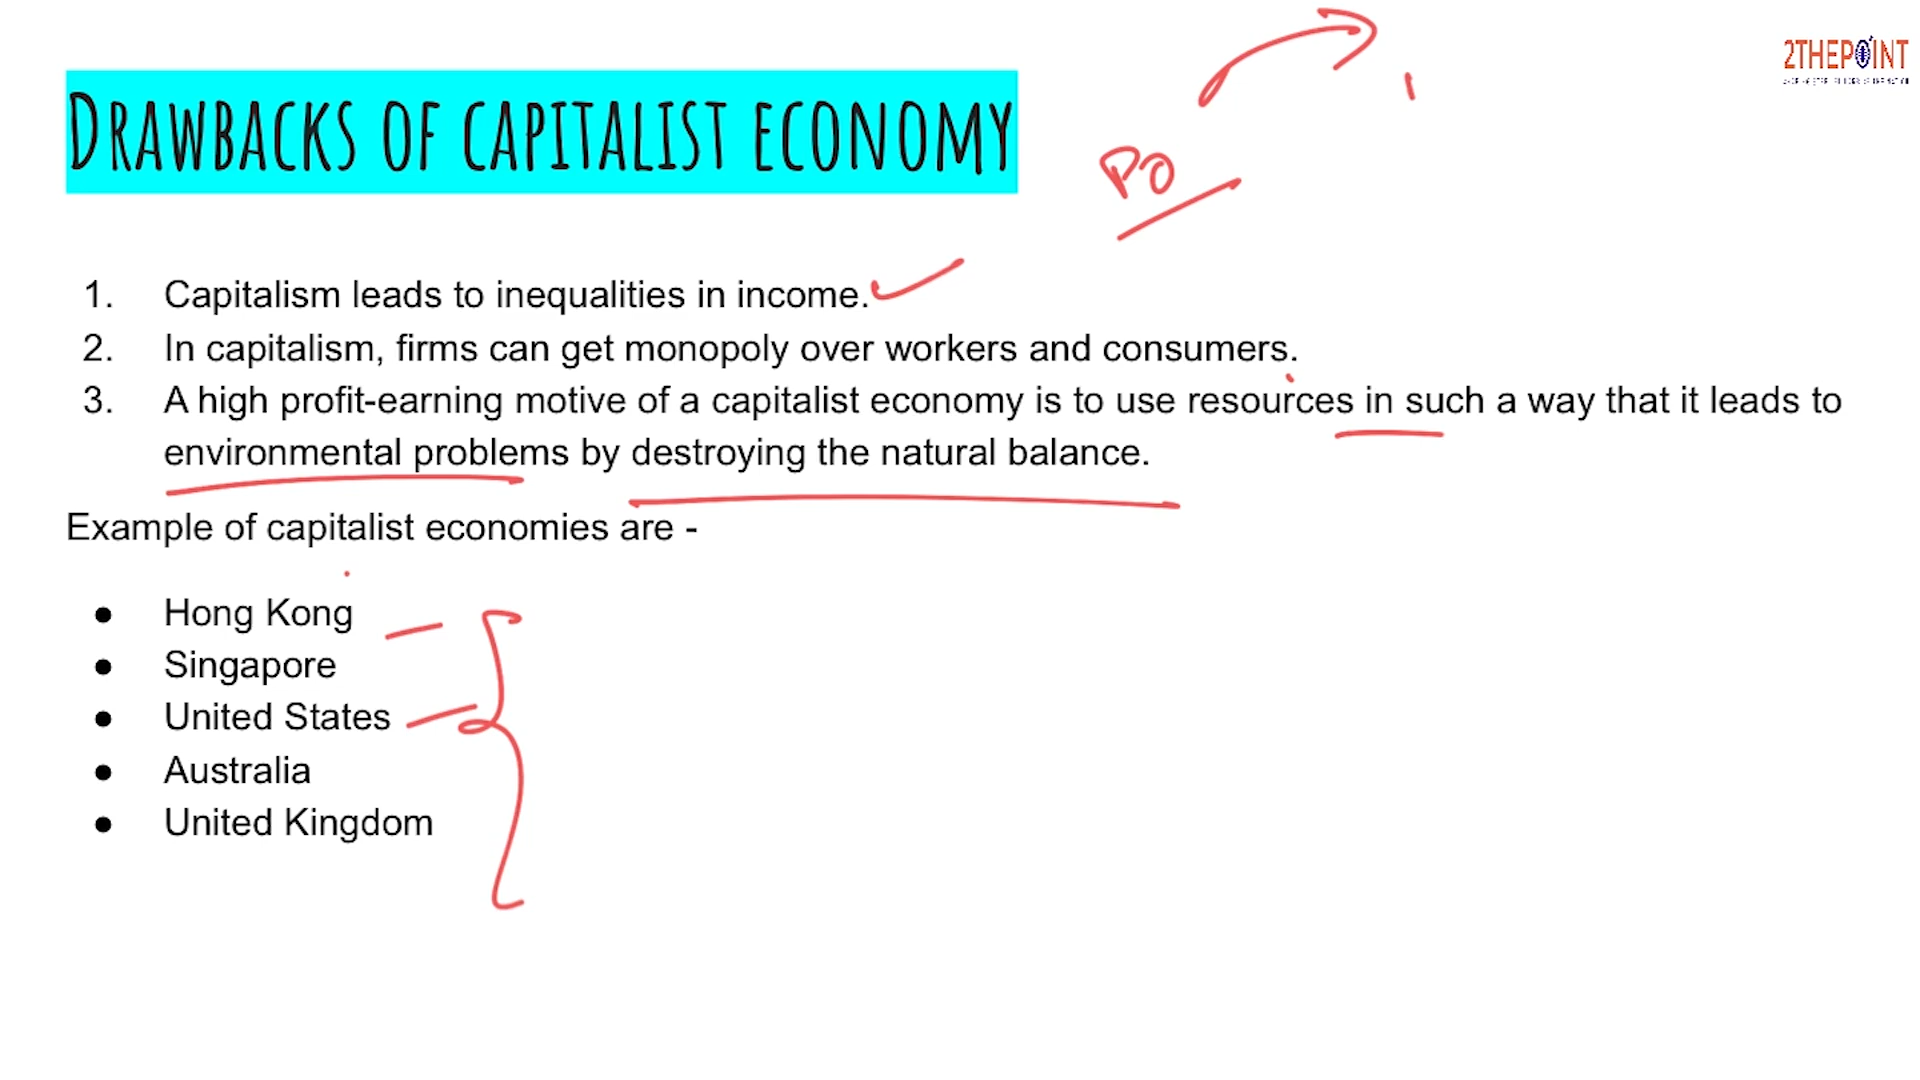 2THEPOINT
DRAWBACKS OF CAPITALIST ECONOMY
PO
1. Capitalism leads to inequalities in income.
2. In capitalism, firms can get monopoly over workers and consumers.
3. A high profit-earning motive of a capitalist economy is to use resources in such a way that it leads to
environmental problems by destroying the natural balance.
Example of capitalist economies are -
● Hong Kong
● Singapore
● United States
● Australia
● United Kingdom